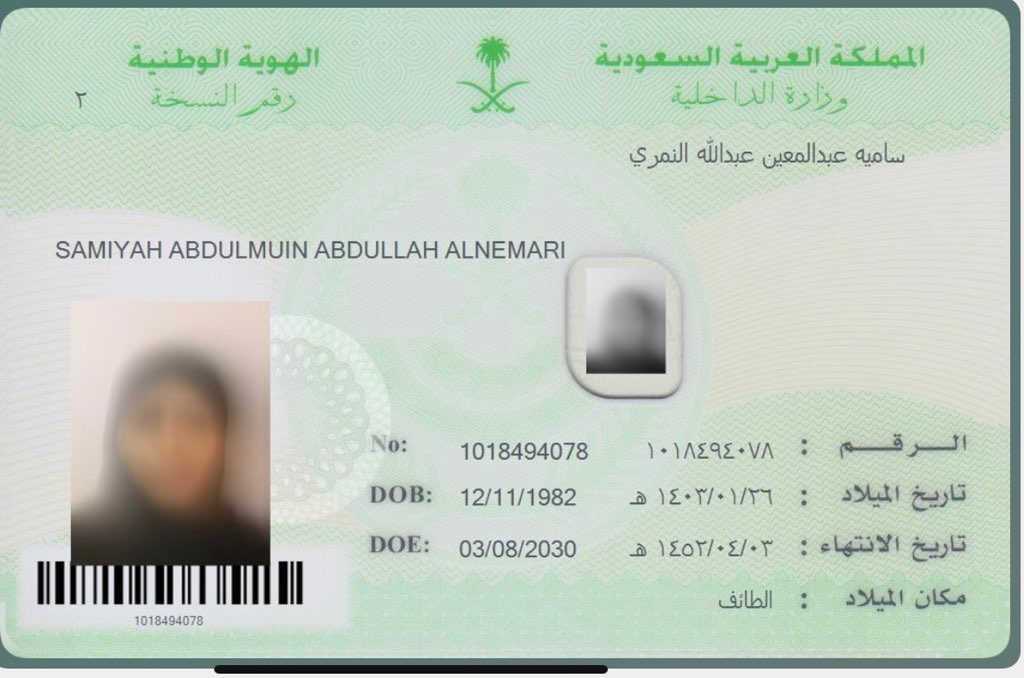 المملكة العربية السعودية
وزارة الداخلية
الهوية الوطنية
رقم النسخة ٢
ساميه عبدالمعين عبدالله النمري
SAMIYAH ABDULMUIN ABDULLAH ALNEMARI
الـــرقـــم : ١٠١٨٤٩٤٠٧٨ No: 1018494078
تاريخ الميلاد : ١٤٠٣/٠١/٢٦ هـ DOB: 12/11/1982
تاريخ الانتهاء : ١٤٥٢/٠٤/٠٣ هـ DOE: 03/08/2030
مكان الميلاد : الطائف
1018494078